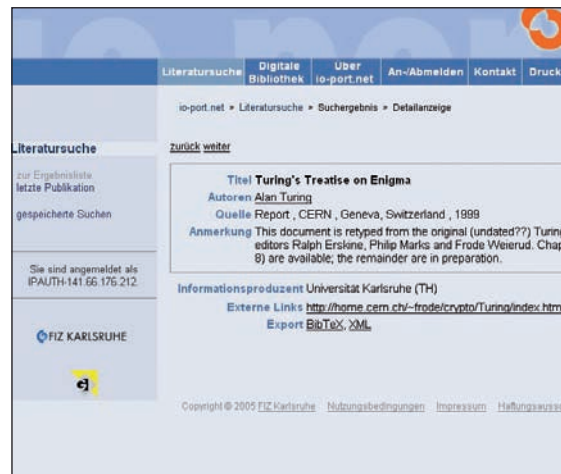 Literatursuche Digitale Bibliothek Über io-port.net An-/Abmelden Kontakt Druck
io-port.net Literatursuche Suchergebnis Detailanzeige
Literatursuche
zur Ergebnisliste
letzte Publikation
gespeicherte Suchen
Sie sind angemeldet als
IPAUTH-141.66.176.212
FIZ KARLSRUHE
zurück weiter
Titel Turing's Treatise on Enigma
Autoren Alan Turing
Quelle Report , CERN , Geneva, Switzerland , 1999
Anmerkung This document is retyped from the original (undated??) Turing
editors Ralph Erskine, Philip Marks and Frode Weierud. Chap
8) are available; the remainder are in preparation.
Informationsproduzent Universität Karlsruhe (TH)
Externe Links http://home.cern.ch/~frode/crypto/Turing/index.htm
Export BibTeX, XML
Copyright © 2005 FIZ Karlsruhe Nutzungsbedingungen Impressum Haftungsaussc